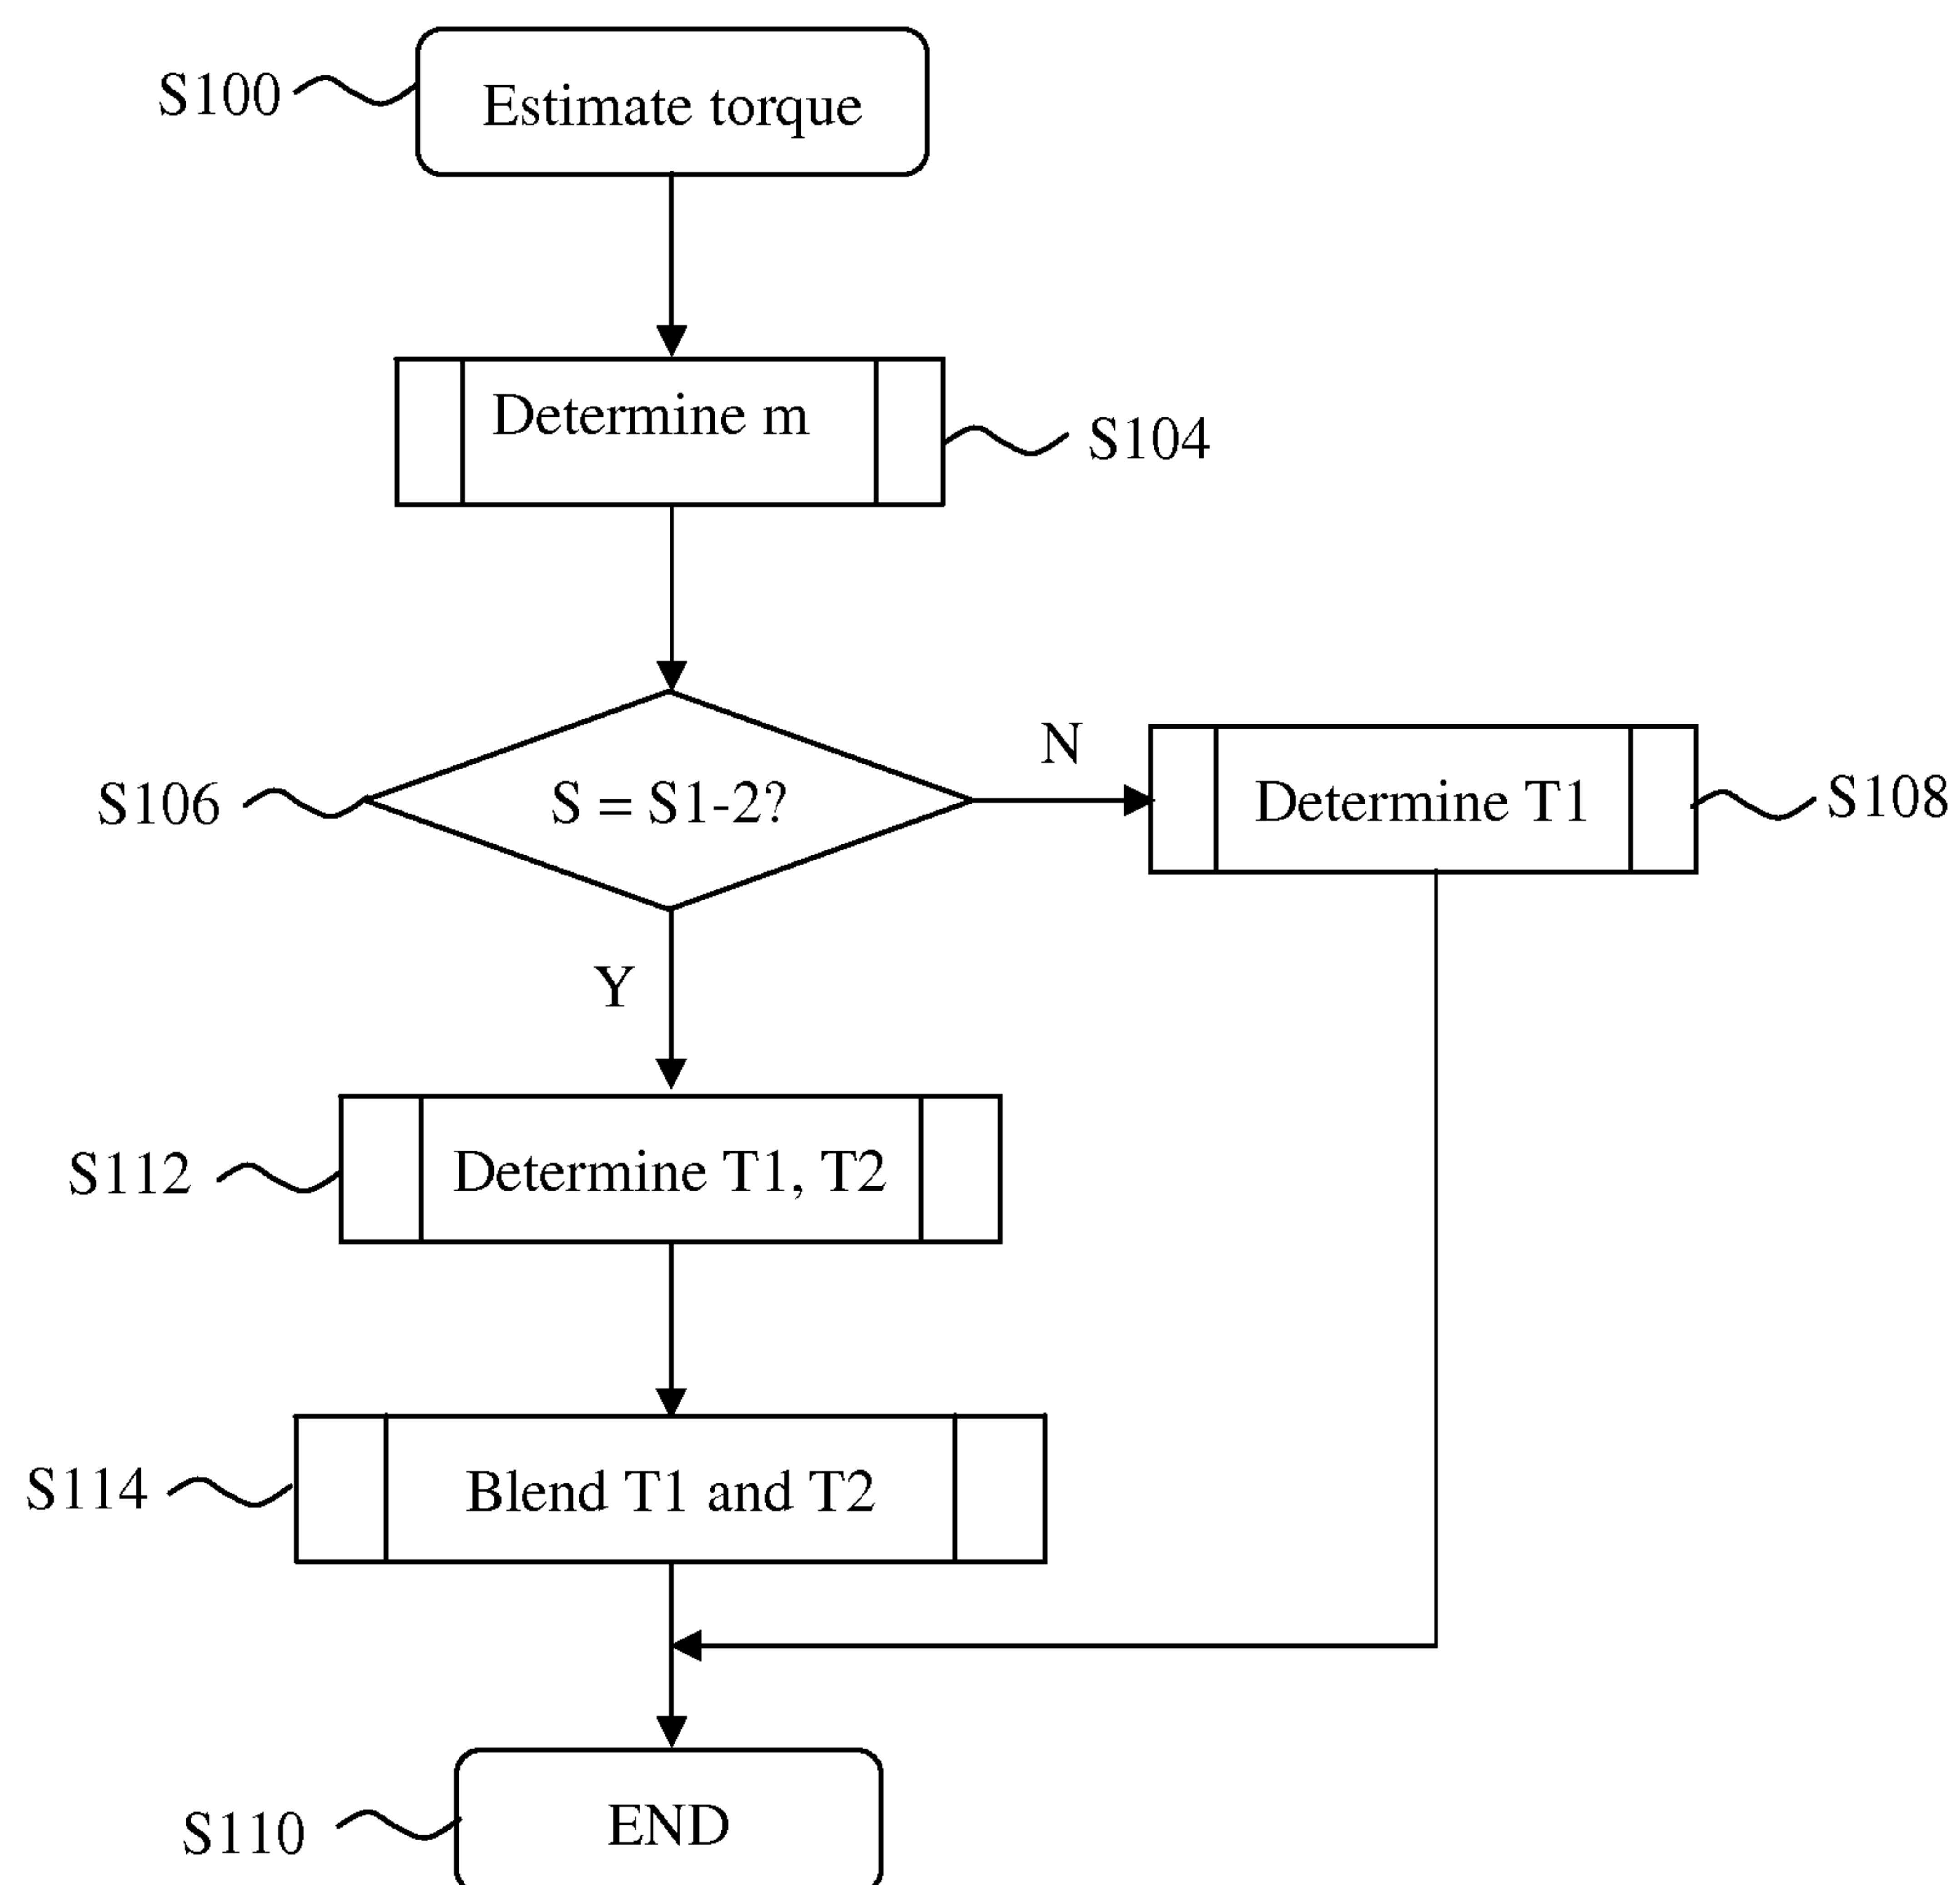 S100
Estimate torque
Determine m
S104
S106
S = S1-2?
N
Determine T1
S108
Y
S112
Determine T1, T2
S114
Blend T1 and T2
S110
END